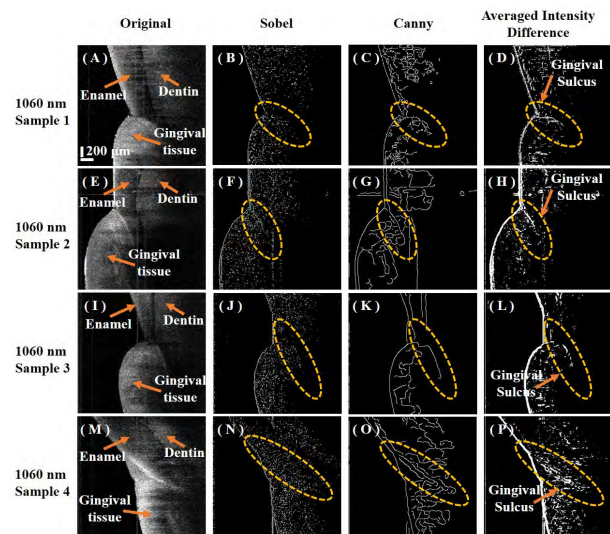 Original
Sobel
Canny
Averaged Intensity
Difference
1060 nm
Sample 1
(A)
Enamel
Dentin
Gingival
tissue
200 μm
(B)
(C)
(D)
Gingival
Sulcus
1060 nm
Sample 2
(E)
Enamel
Dentin
Gingival
tissue
(F)
(G)
(H)
Gingival
Sulcus
1060 nm
Sample 3
(I)
Enamel
Dentin
Gingival
tissue
(J)
(K)
(L)
Gingival
Sulcus
1060 nm
Sample 4
(M)
Enamel
Dentin
Gingival
tissue
(N)
(O)
(P)
Gingival
Sulcus